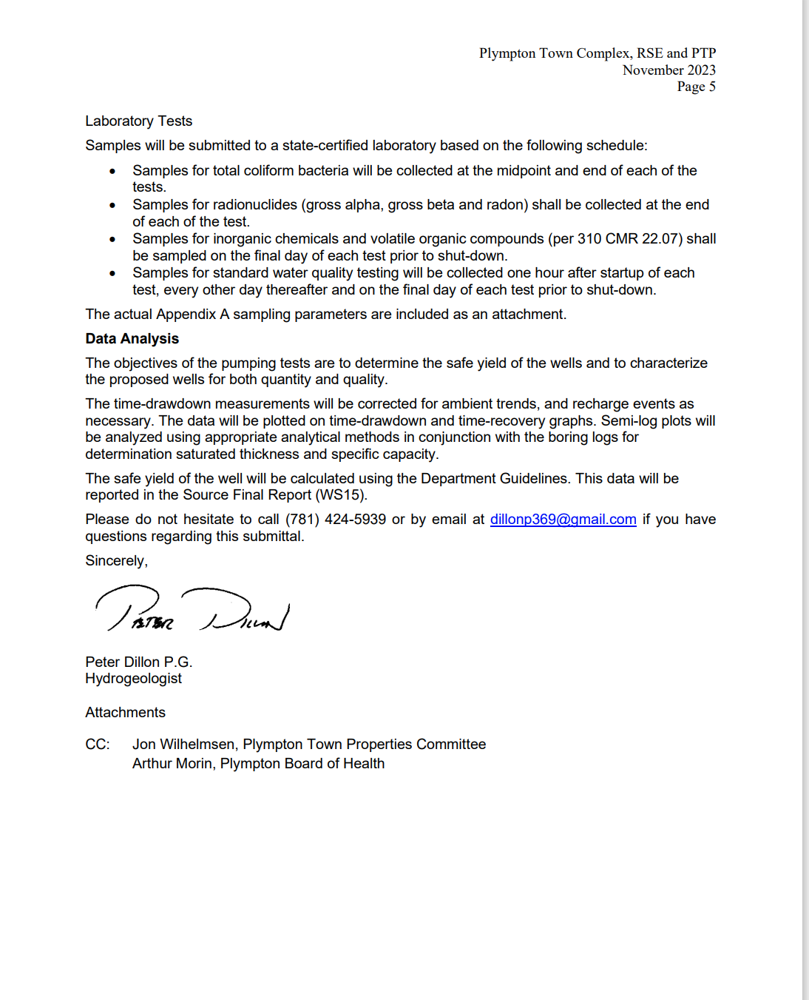 Plympton Town Complex, RSE and PTP
November 2023
Page 5
Laboratory Tests
Samples will be submitted to a state-certified laboratory based on the following schedule:
• Samples for total coliform bacteria will be collected at the midpoint and end of each of the
tests.
• Samples for radionuclides (gross alpha, gross beta and radon) shall be collected at the end
of each of the test.
• Samples for inorganic chemicals and volatile organic compounds (per 310 CMR 22.07) shall
be sampled on the final day of each test prior to shut-down.
• Samples for standard water quality testing will be collected one hour after startup of each
test, every other day thereafter and on the final day of each test prior to shut-down.
The actual Appendix A sampling parameters are included as an attachment.
Data Analysis
The objectives of the pumping tests are to determine the safe yield of the wells and to characterize
the proposed wells for both quantity and quality.
The time-drawdown measurements will be corrected for ambient trends, and recharge events as
necessary. The data will be plotted on time-drawdown and time-recovery graphs. Semi-log plots will
be analyzed using appropriate analytical methods in conjunction with the boring logs for
determination saturated thickness and specific capacity.
The safe yield of the well will be calculated using the Department Guidelines. This data will be
reported in the Source Final Report (WS15).
Please do not hesitate to call (781) 424-5939 or by email at dillonp369@gmail.com if you have
questions regarding this submittal.
Sincerely,
Peter Dillon
Peter Dillon P.G.
Hydrogeologist
Attachments
CC: Jon Wilhelmsen, Plympton Town Properties Committee
Arthur Morin, Plympton Board of Health